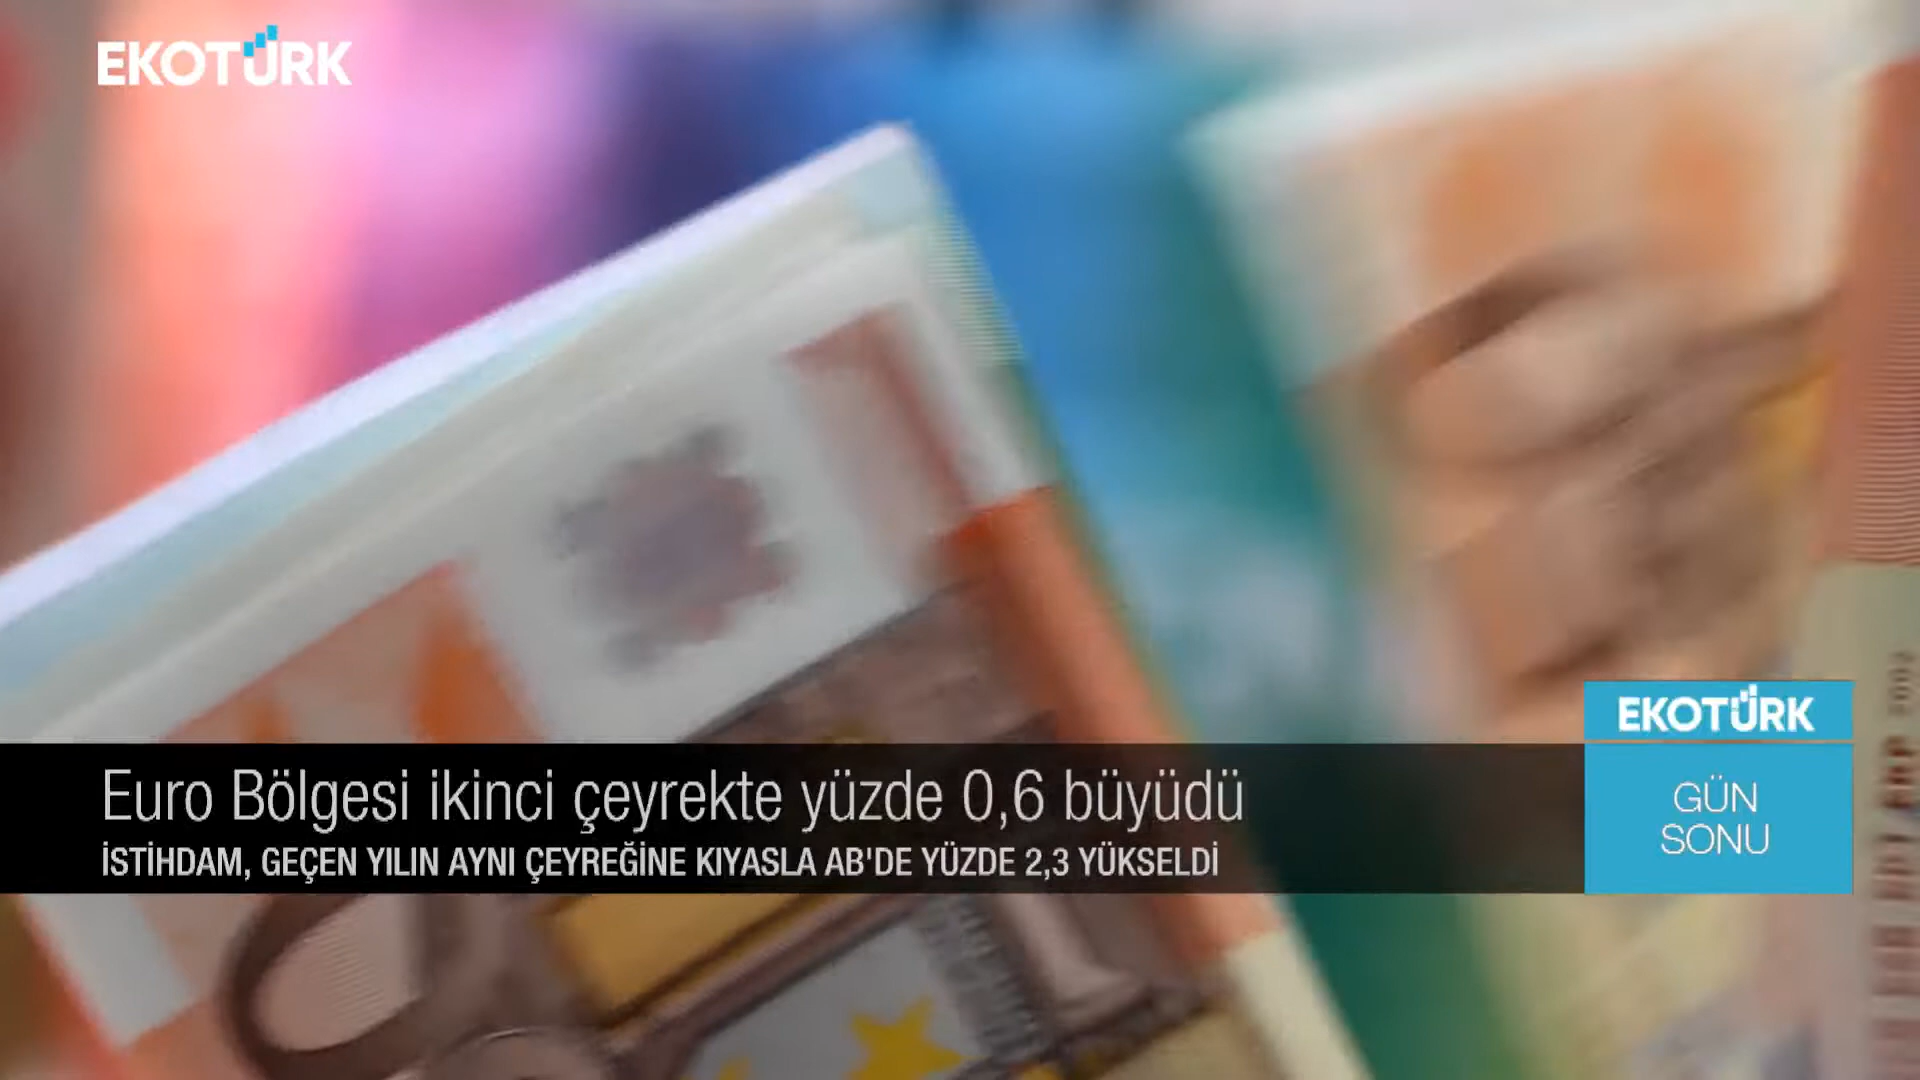 EKOTÜRK
EKOTÜRK
Euro Bölgesi ikinci çeyrekte yüzde 0,6 büyüdü
İSTİHDAM, GEÇEN YILIN AYNI ÇEYREĞİNE KIYASLA AB'DE YÜZDE 2,3 YÜKSELDİ
GÜN
SONU